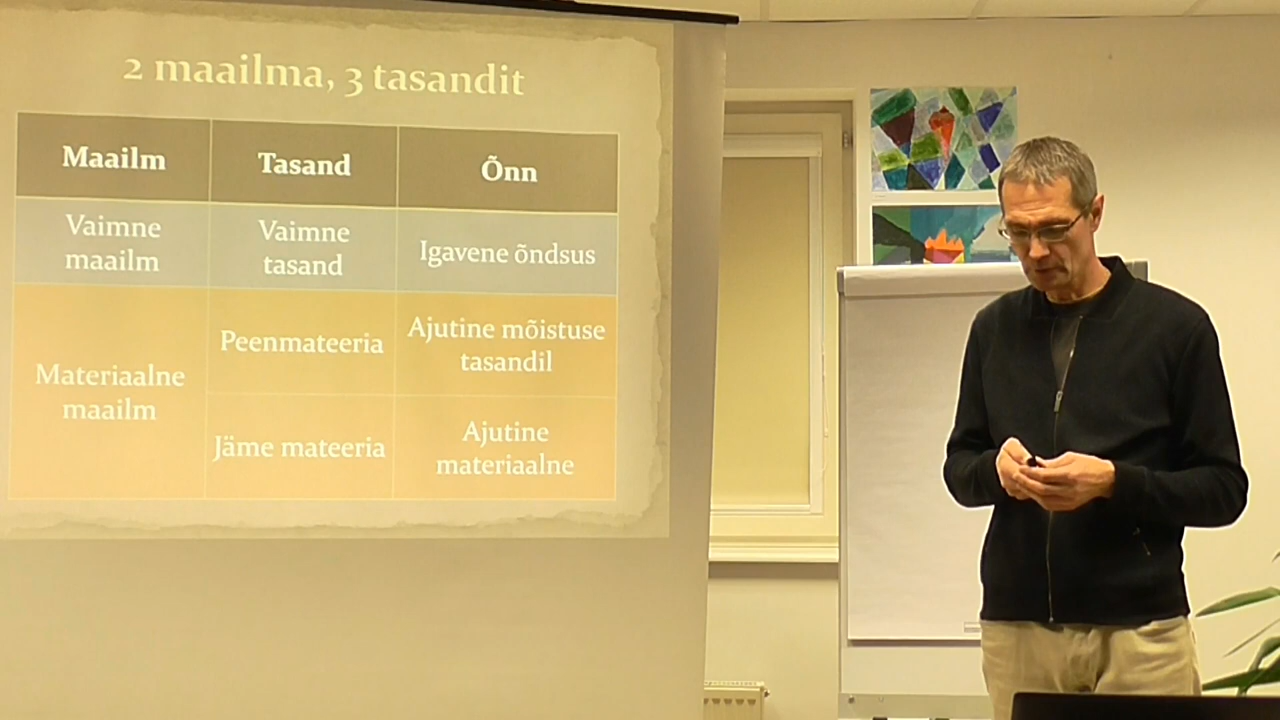 2 maailma, 3 tasandit
Maailm Tasand Õnn
Vaimne maailm Vaimne tasand Igavene õndsus
Materiaalne maailm Peenmateeria Ajutine mõistuse tasandil
Jäme mateeria Ajutine materiaalne